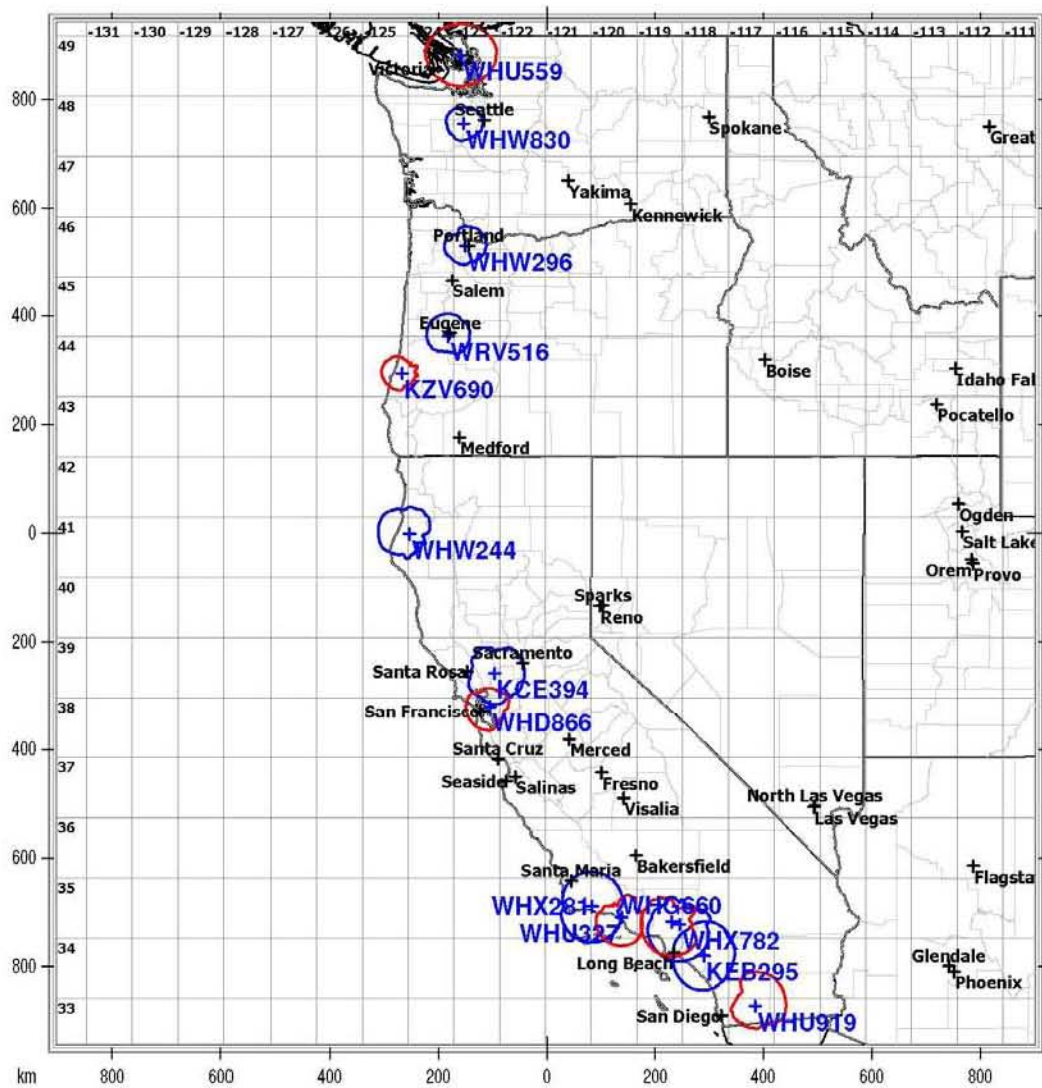 49 -131 -130 -129 -128 -127 -126 -125 -124 -121 -120 -119 -118 -117 -116 -115 -114 -113 -112 -111
Victoria
WHU559
800
48
Seattle
WHW830
Spokane
Great
47
Yakima
Kennewick
600
46
Portland
WHW296
45
Salem
400
Eugene
44
WRV516
Boise
Idaho Fal
KZV690
43
Pocatello
200
Medford
42
Ogden
0
41
WHW244
Salt Lake
Orem
Provo
40
Sparks
Reno
200
39
Sacramento
Santa Rosa
KCE394
38
San Francisco
WHD866
400
Santa Cruz
Merced
37
Seaside
Salinas
Fresno
Visalia
North Las Vegas
Las Vegas
36
600
Bakersfield
Santa Maria
35
Flagsta
WHX281
WHG660
WHU327
WHX782
34
Long Beach
KEB295
Glendale
Phoenix
800
33
San Diego
WHU919
km
800 600 400 200 0 200 400 600 800